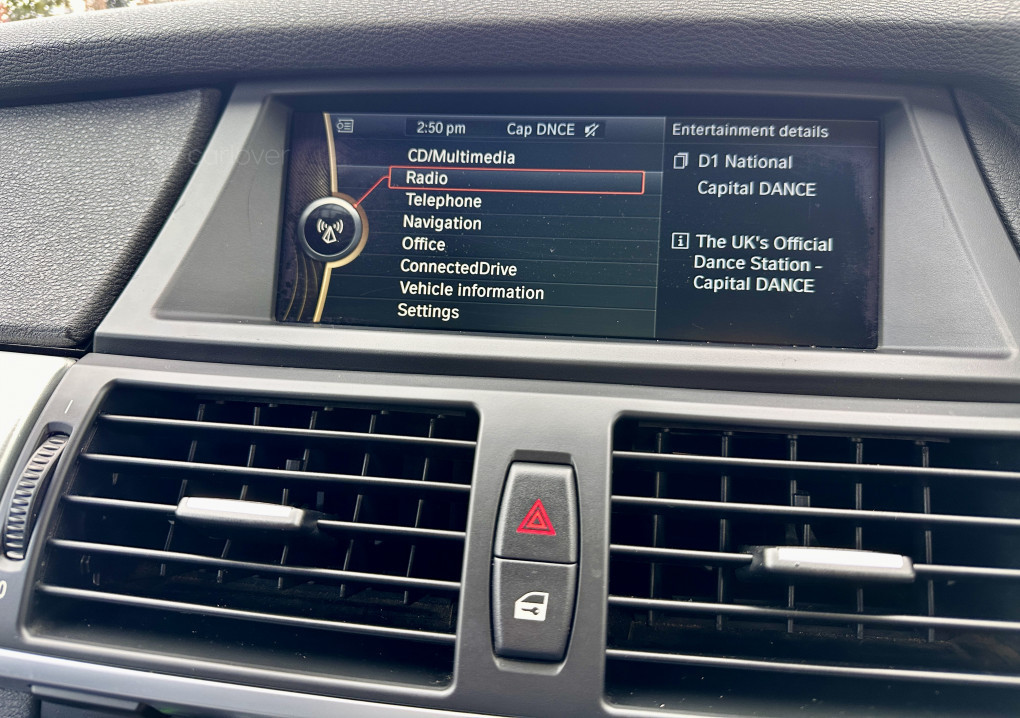 2:50 pm Cap DNCE
CD/Multimedia
Radio
Telephone
Navigation
Office
ConnectedDrive
Vehicle information
Settings
Entertainment details
D1 National
Capital DANCE
The UK's Official
Dance Station -
Capital DANCE
0